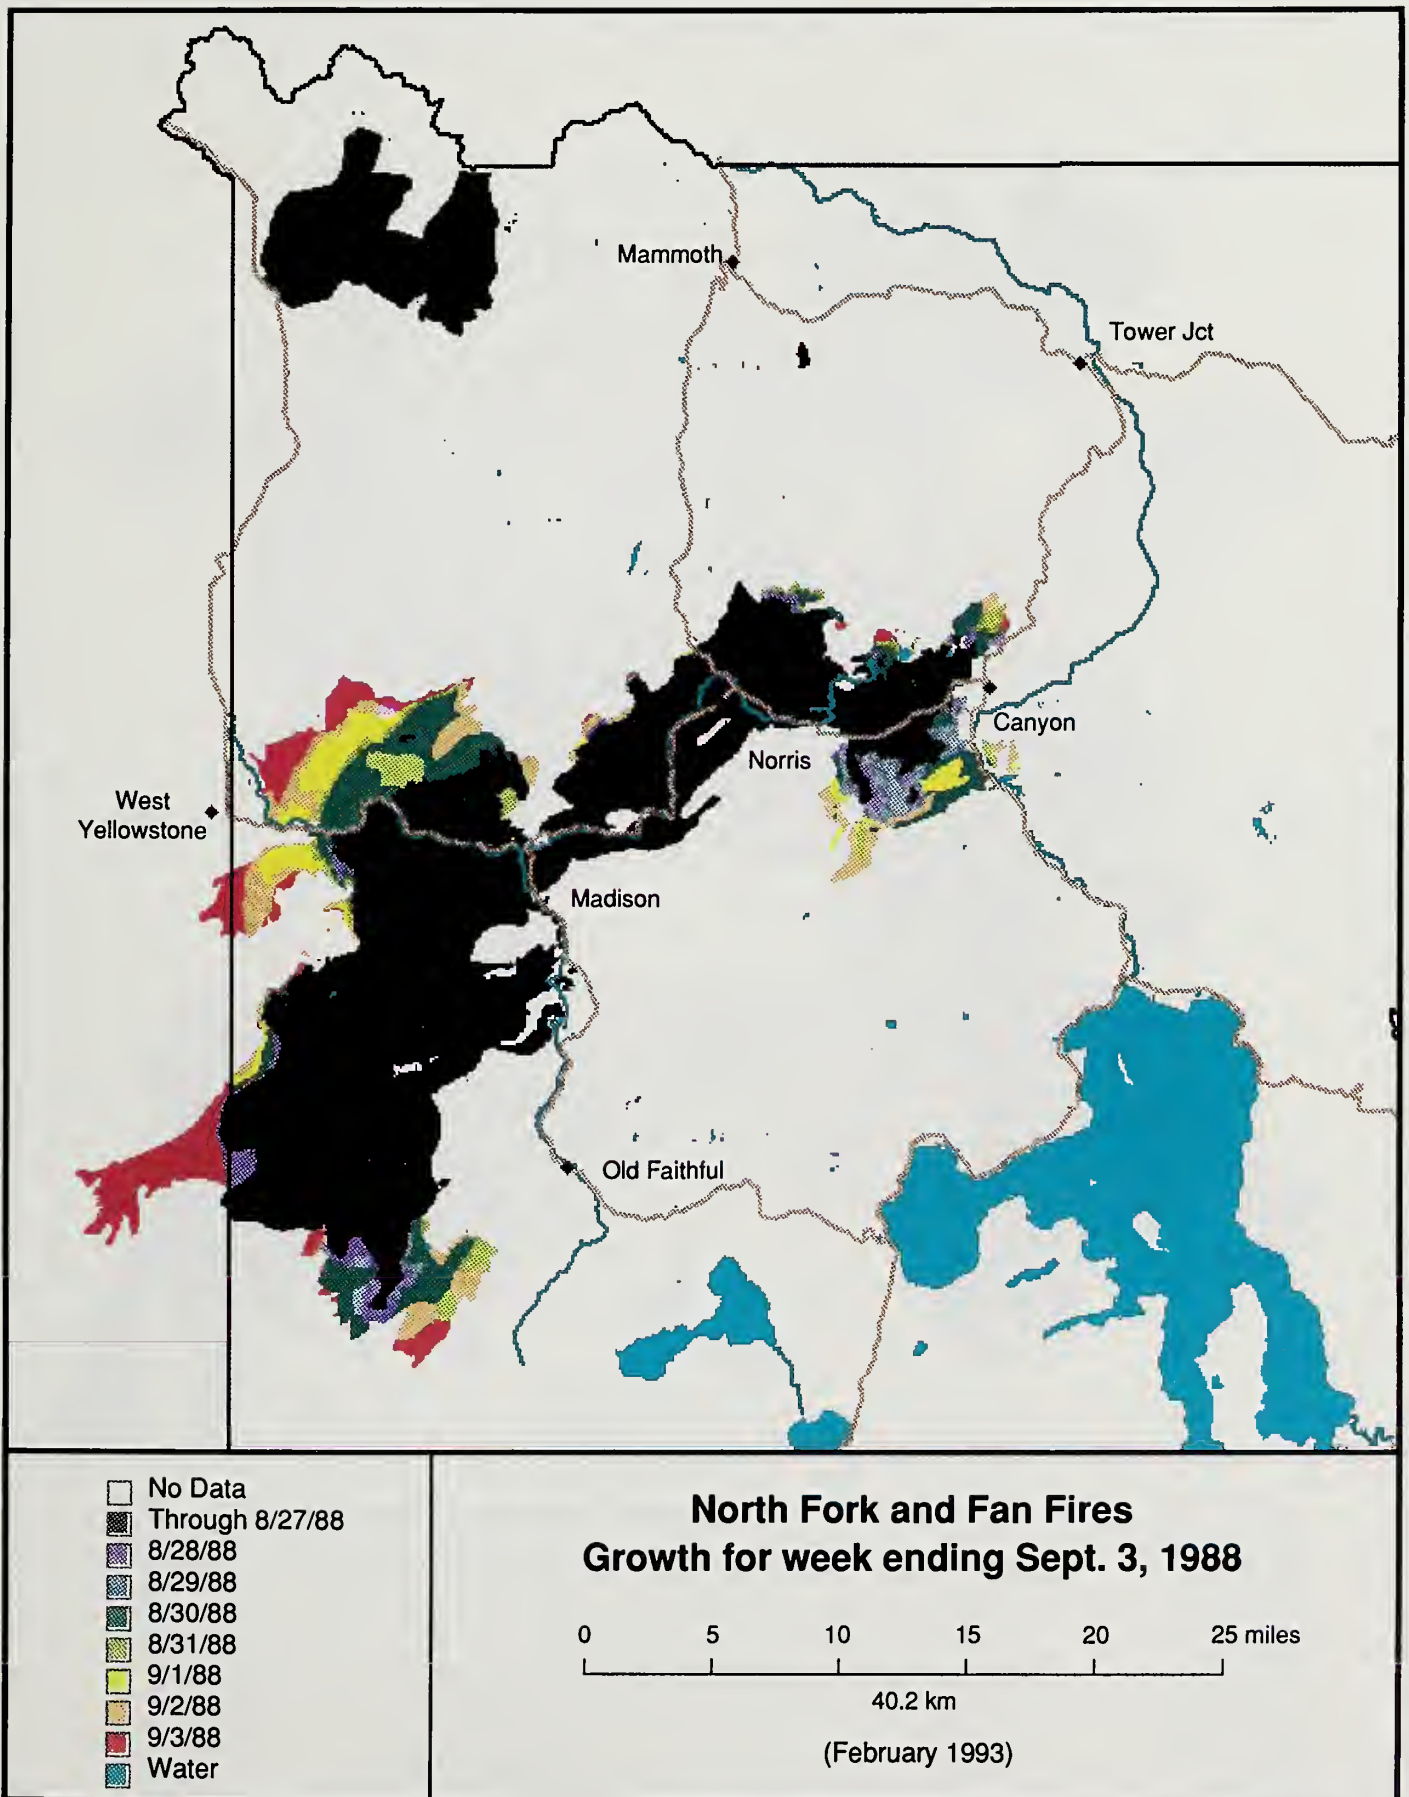 Mammoth
Tower Jct
Canyon
Norris
West
Yellowstone
Madison
Old Faithful
No Data
Through 8/27/88
8/28/88
8/29/88
8/30/88
8/31/88
9/1/88
9/2/88
9/3/88
Water
North Fork and Fan Fires
Growth for week ending Sept. 3, 1988
0 5 10 15 20 25 miles
40.2 km
(February 1993)